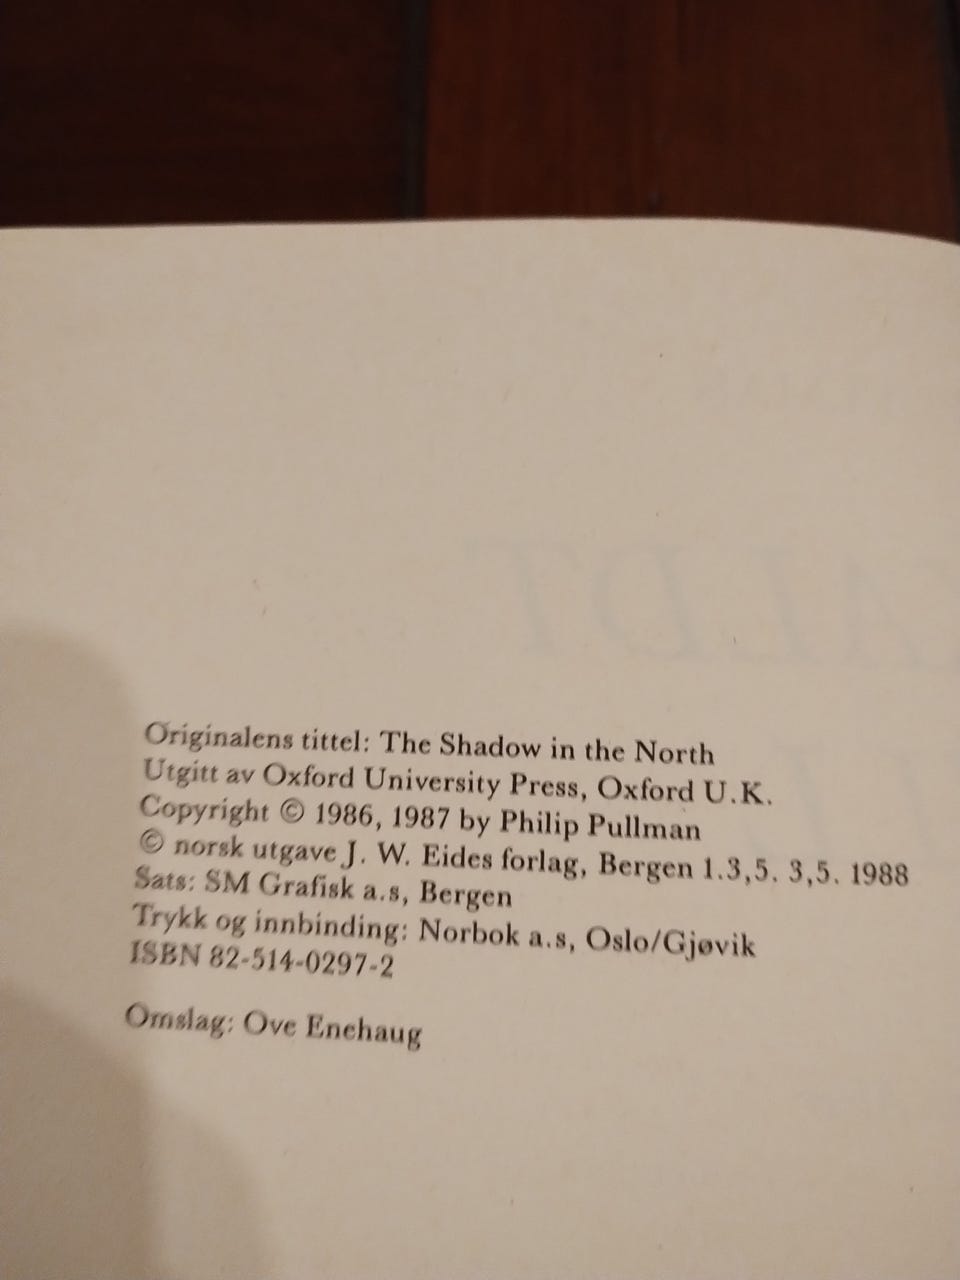 Originalens tittel: The Shadow in the North
Utgitt av Oxford University Press, Oxford U.K.
Copyright © 1986, 1987 by Philip Pullman
© norsk utgave J. W. Eides forlag, Bergen 1.3,5. 3,5. 1988
Sats: SM Grafisk a.s, Bergen
Trykk og innbinding: Norbok a.s, Oslo/Gjøvik
ISBN 82-514-0297-2
Omslag: Ove Enehaug